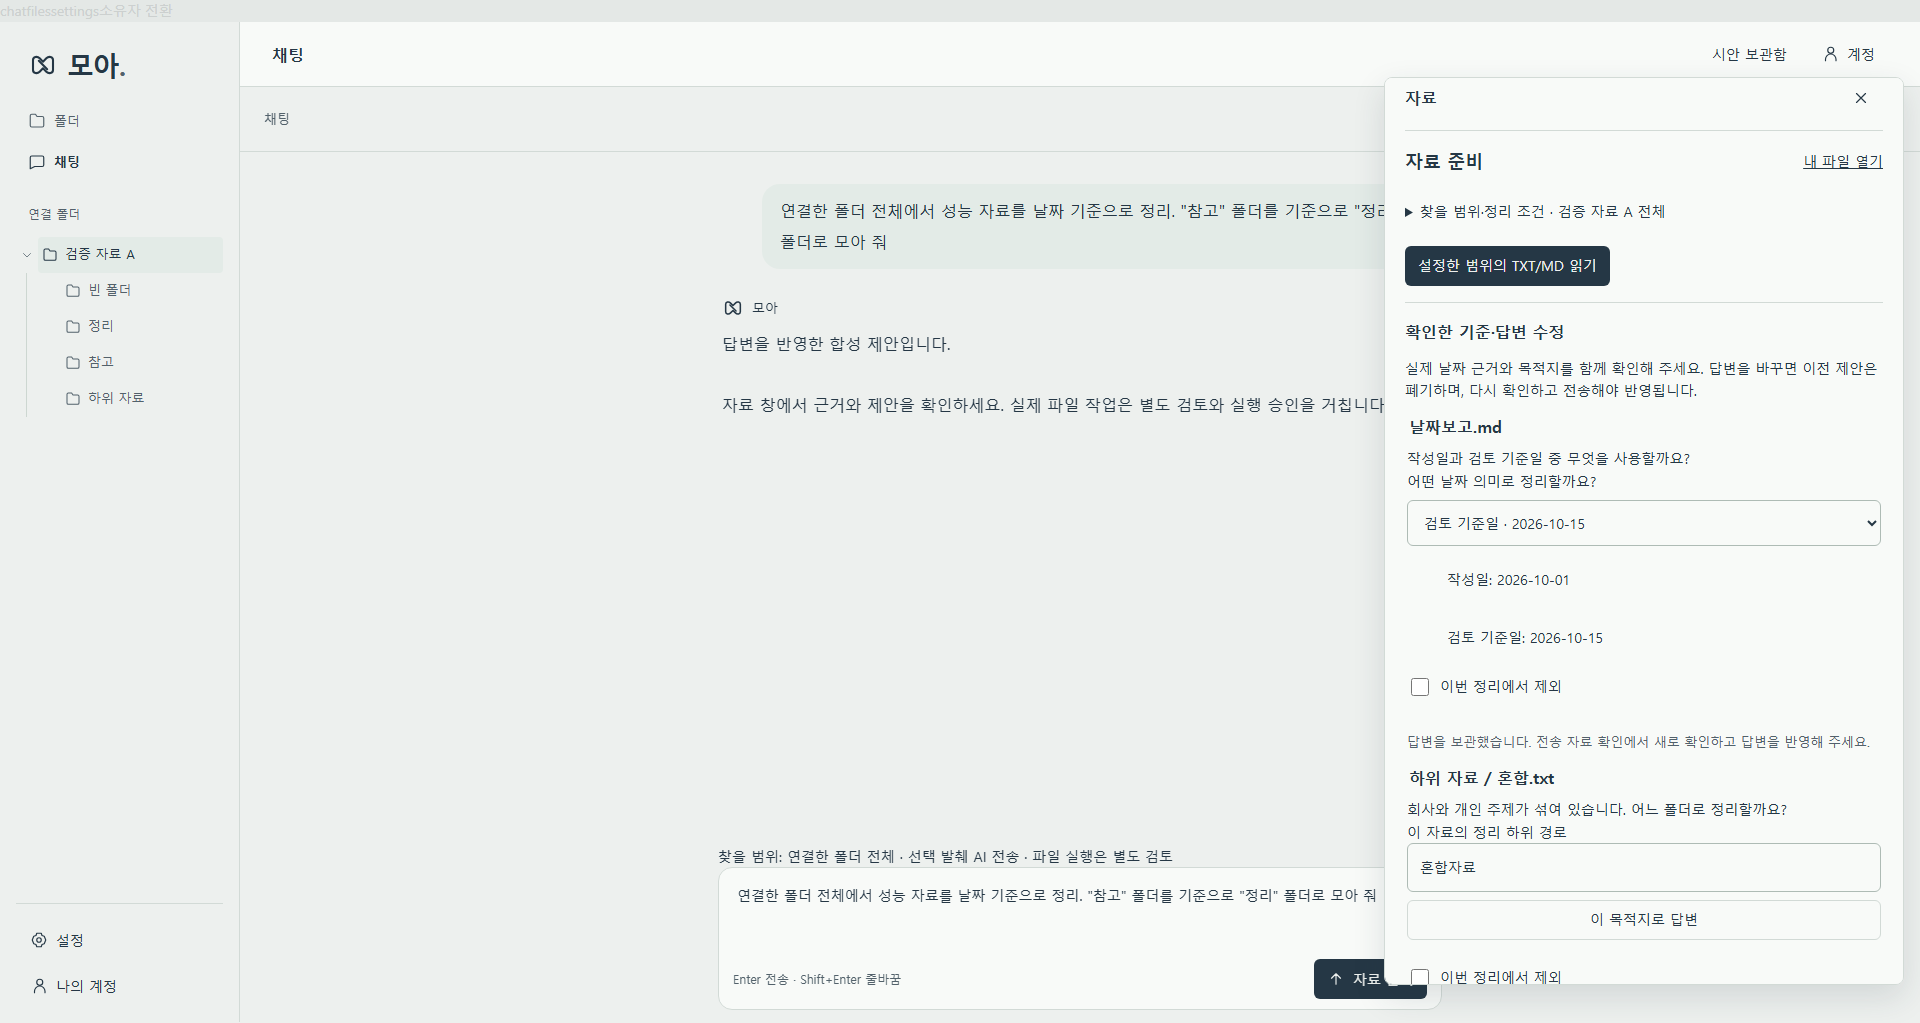 chatfilessettings소유자 전환
모아.
폴더
채팅
연결 폴더
검증 자료 A
빈 폴더
정리
참고
하위 자료
설정
나의 계정
채팅
시안 보관함
계정
채팅
연결한 폴더 전체에서 성능 자료를 날짜 기준으로 정리. "참고" 폴더를 기준으로 "정리
폴더로 모아 줘
모아
답변을 반영한 합성 제안입니다.
자료 창에서 근거와 제안을 확인하세요. 실제 파일 작업은 별도 검토와 실행 승인을 거칩니다
찾을 범위: 연결한 폴더 전체 · 선택 발췌 AI 전송 · 파일 실행은 별도 검토
연결한 폴더 전체에서 성능 자료를 날짜 기준으로 정리. "참고" 폴더를 기준으로 "정리" 폴더로 모아 줘
Enter 전송 · Shift+Enter 줄바꿈
자료
자료
자료 준비
내 파일 열기
찾을 범위·정리 조건 · 검증 자료 A 전체
설정한 범위의 TXT/MD 읽기
확인한 기준·답변 수정
실제 날짜 근거와 목적지를 함께 확인해 주세요. 답변을 바꾸면 이전 제안은
폐기하며, 다시 확인하고 전송해야 반영됩니다.
날짜보고.md
작성일과 검토 기준일 중 무엇을 사용할까요?
어떤 날짜 의미로 정리할까요?
검토 기준일 · 2026-10-15
작성일: 2026-10-01
검토 기준일: 2026-10-15
이번 정리에서 제외
답변을 보관했습니다. 전송 자료 확인에서 새로 확인하고 답변을 반영해 주세요.
하위 자료 / 혼합.txt
회사와 개인 주제가 섞여 있습니다. 어느 폴더로 정리할까요?
이 자료의 정리 하위 경로
혼합자료
이 목적지로 답변
이번 정리에서 제외